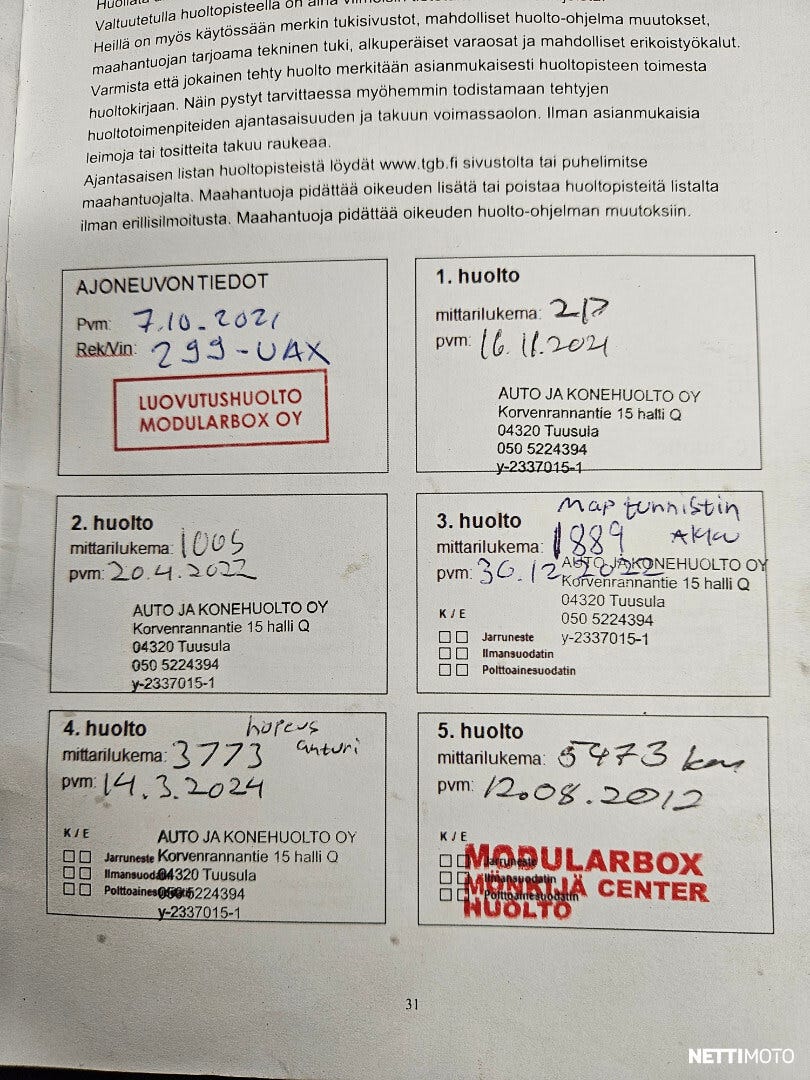 Valtuutetulla huoltopisteellä on aina
Heillä on myös käytössään merkin tukisivustot, mahdolliset huolto-ohjelma muutokset,
maahantuojan tarjoama tekninen tuki, alkuperäiset varaosat ja mahdolliset erikoistyökalut.
Varmista että jokainen tehty huolto merkitään asianmukaisesti huoltopisteen toimesta
huoltokirjaan. Näin pystyt tarvittaessa myöhemmin todistamaan tehtyjen
huoltotoimenpiteiden ajantasaisuuden ja takuun voimassaolon. Ilman asianmukaisia
leimoja tai tositteita takuu raukeaa.
Ajantasaisen listan huoltopisteistä löydät www.tgb.fi sivustolta tai puhelimitse
maahantuojalta. Maahantuoja pidättää oikeuden lisätä tai poistaa huoltopisteitä listalta
ilman erillisilmoitusta. Maahantuoja pidättää oikeuden huolto-ohjelman muutoksiin.
AJONEUVON TIEDOT
Pvm: 7.10.2021
Rek/Vin: 299-UAX
LUOVUTUSHUOLTO
MODULARBOX OY
1. huolto
mittarilukema: 217
pvm: 16.11.2021
AUTO JA KONEHUOLTO OY
Korvenrannantie 15 halli Q
04320 Tuusula
050 5224394
y-2337015-1
2. huolto
mittarilukema: 1005
pvm: 20.4.2022
AUTO JA KONEHUOLTO OY
Korvenrannantie 15 halli Q
04320 Tuusula
050 5224394
y-2337015-1
Map tunnistin
3. huolto
AKKU
mittarilukema: 1889
pvm: 30.12.2022
AUTO JA KONEHUOLTO OY
Korvenrannantie 15 halli Q
04320 Tuusula
050 5224394
y-2337015-1
K / E
Jarruneste
Ilmansuodatin
Polttoainesuodatin
4. huolto
anturi
mittarilukema: 3773
pvm: 14.3.2024
K / E
AUTO JA KONEHUOLTO OY
Jarruneste Korvenrannantie 15 halli Q
Ilmansuodatin 04320 Tuusula
Polttoainesuodatin 050 5224394
y-2337015-1
5. huolto
mittarilukema: 5473 km
pvm: 12.08.2012
K / E
Jarruneste
Ilmansuodatin
Polttoainesuodatin
MODULARBOX
MÖNKIJÄ CENTER
HUOLTO
31
NETTIMOTO